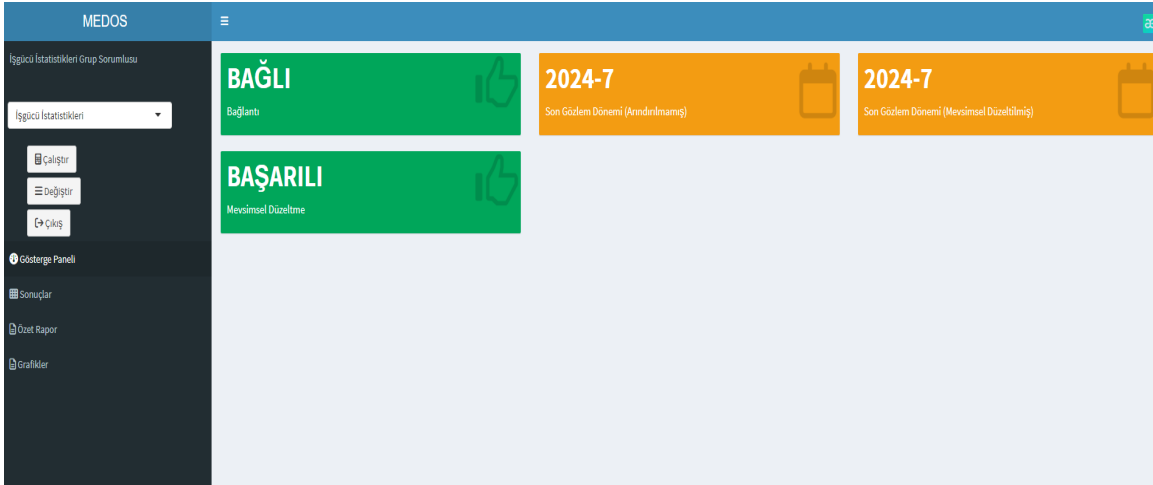 MEDOS
İşgücü İstatistikleri Grup Sorumlusu
İşgücü İstatistikleri
Çalıştır
Değiştir
Çıkış
Gösterge Paneli
Sonuçlar
Özet Rapor
Grafikler
BAĞLI
Bağlantı
2024-7
Son Gözlem Dönemi (Arındırılmamış)
2024-7
Son Gözlem Dönemi (Mevsimsel Düzeltilmiş)
BAŞARILI
Mevsimsel Düzeltme